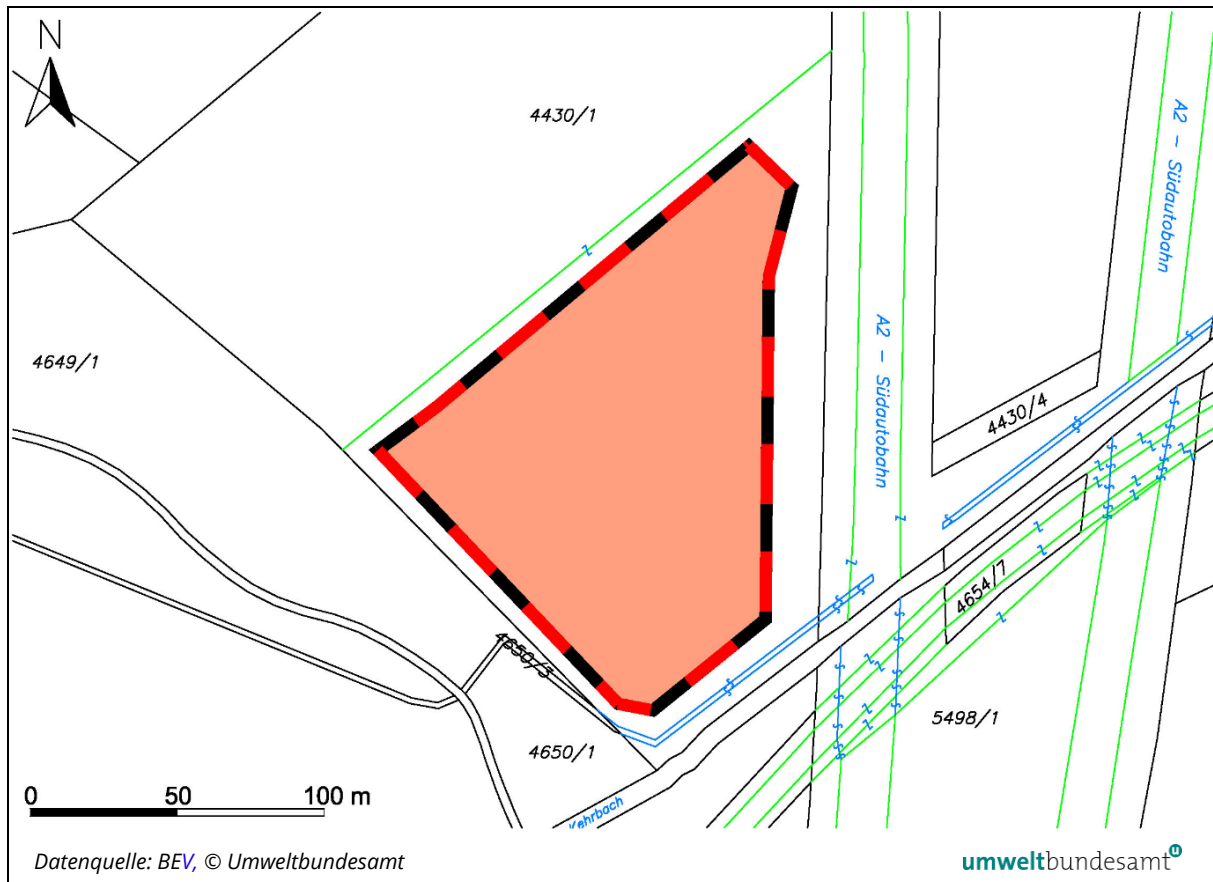 N
4430/1
A2 – Südautobahn
4649/1
A2 – Südautobahn
4430/4
4654/7
4650/3
5498/1
4650/1
Kehrbach
0 50 100 m
Datenquelle: BEV, © Umweltbundesamt
umweltbundesamt